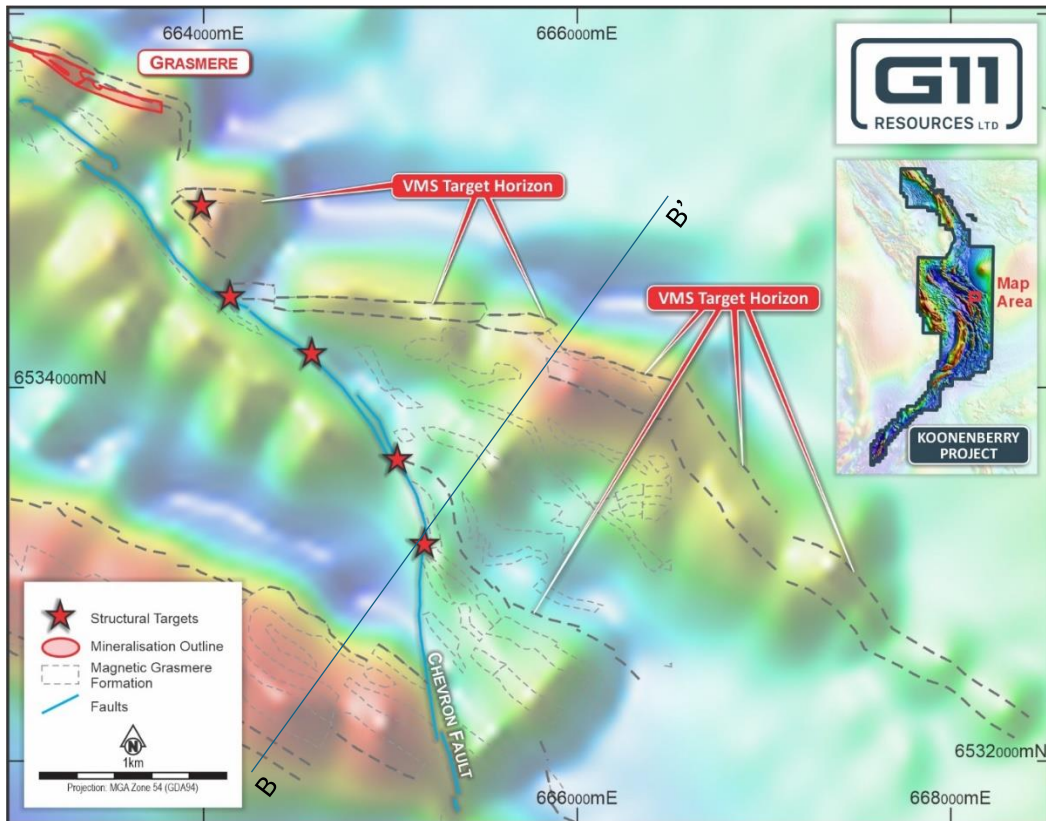 664000mE
666000mE
GRASMERE
G11
RESOURCES LTD
VMS Target Horizon
B'
VMS Target Horizon
Map
Area
6534000mN
KOONENBERRY
PROJECT
Structural Targets
Mineralisation Outline
Magnetic Grasmere
Formation
Faults
N
1km
Projection: MGA Zone 54 (GDA94)
CHEVRON FAULT
B
6532000mN
666000mE
668000mE